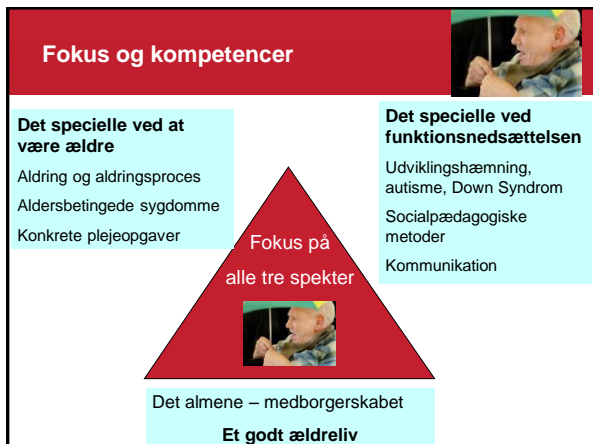 Fokus og kompetencer
Det specielle ved at
være ældre
Aldring og aldringsproces
Aldersbetingede sygdomme
Konkrete plejeopgaver
Det specielle ved
funktionsnedsættelsen
Udviklingshæmning,
autisme, Down Syndrom
Socialpædagogiske
metoder
Kommunikation
Fokus på
alle tre spekter
Det almene – medborgerskabet
Et godt ældreliv